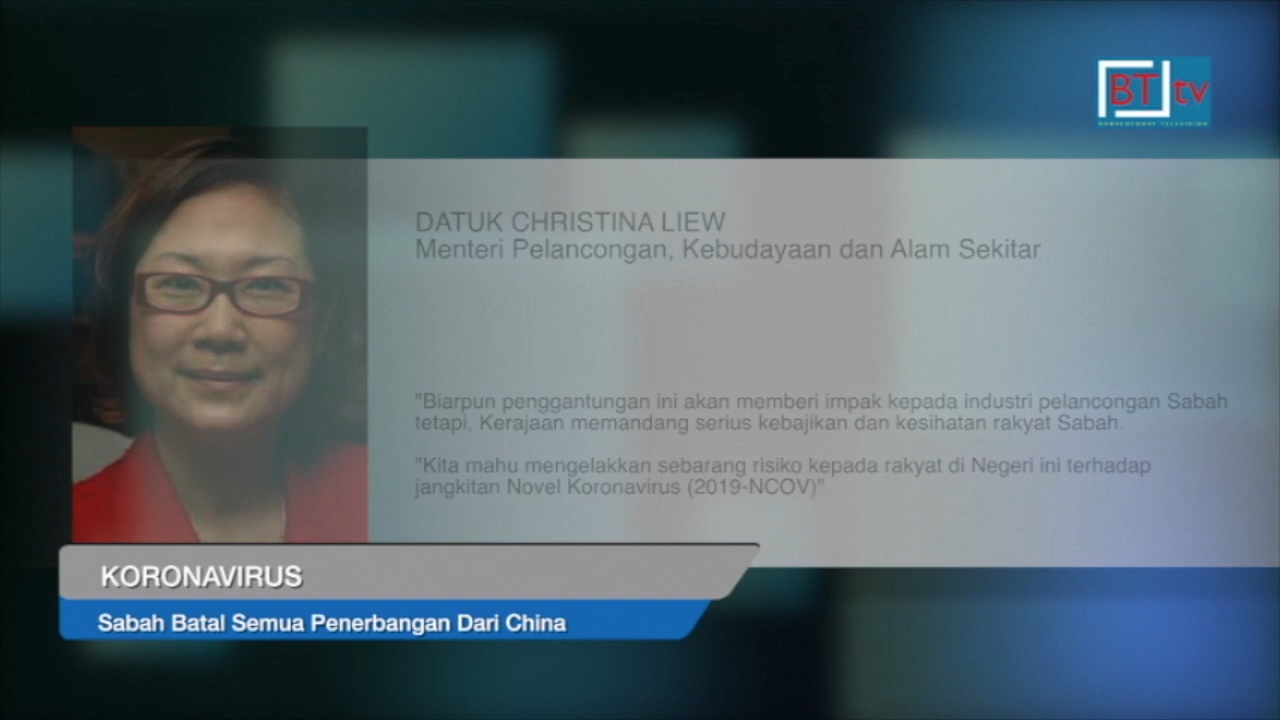 BT tv
DATUK CHRISTINA LIEW
Menteri Pelancongan, Kebudayaan dan Alam Sekitar
"Biarpun penggantungan ini akan memberi impak kepada industri pelancongan Sabah
tetapi, Kerajaan memandang serius kebajikan dan kesihatan rakyat Sabah.
"Kita mahu mengelakkan sebarang risiko kepada rakyat di Negeri ini terhadap
jangkitan Novel Koronavirus (2019-NCOV)"
KORONAVIRUS
Sabah Batal Semua Penerbangan Dari China